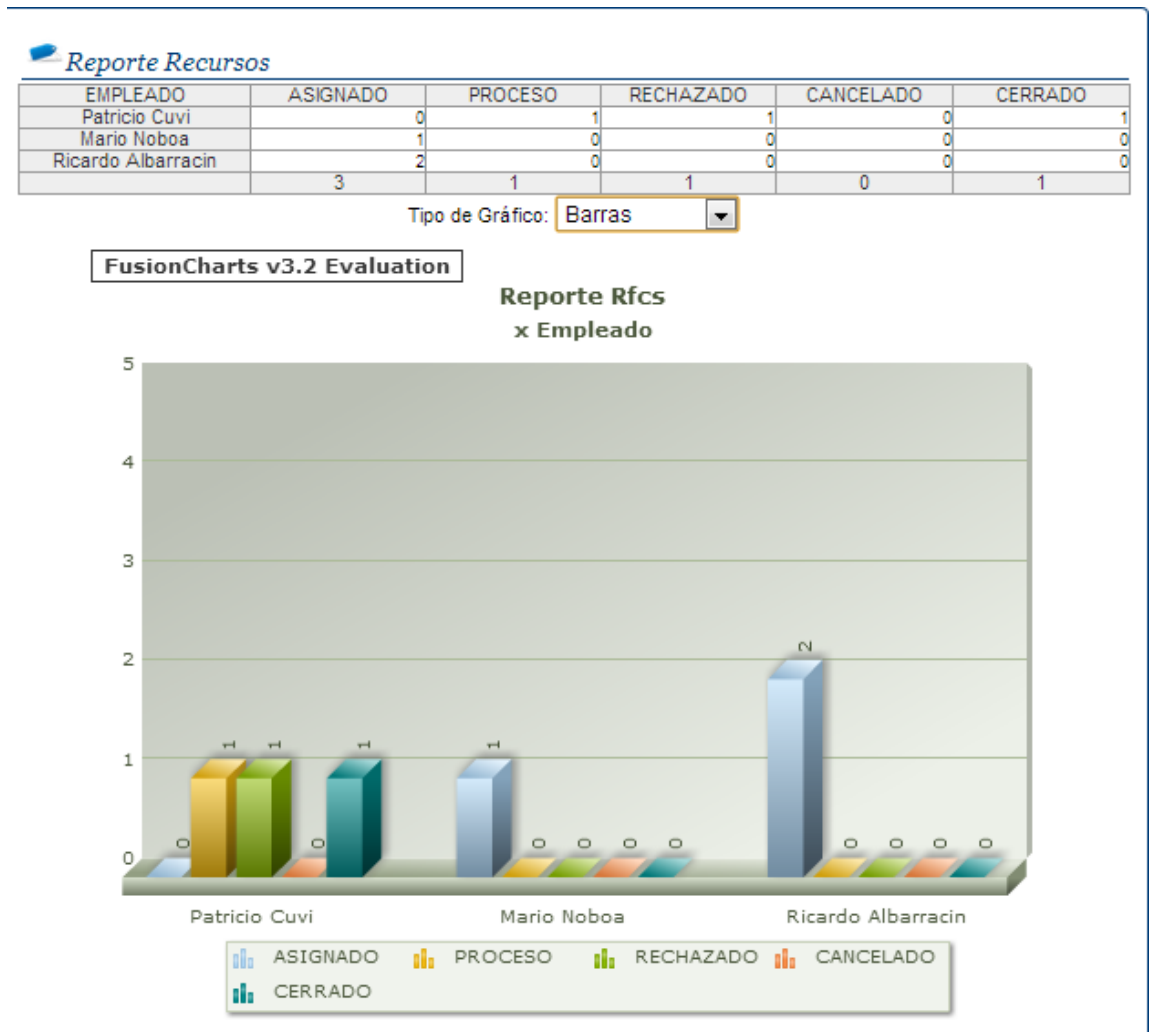 Reporte Recursos
EMPLEADO ASIGNADO PROCESO RECHAZADO CANCELADO CERRADO
Patricio Cuvi 0 1 1 0 1
Mario Noboa 1 0 0 0 0
Ricardo Albarracin 2 0 0 0 0
3 1 1 0 1
Tipo de Gráfico: Barras
FusionCharts v3.2 Evaluation
Reporte Rfcs
x Empleado
5
4
3
2
1
0
0 1 1 0 1 1 0 0 0 0 2 0 0 0 0
Patricio Cuvi Mario Noboa Ricardo Albarracin
ASIGNADO PROCESO RECHAZADO CANCELADO
CERRADO